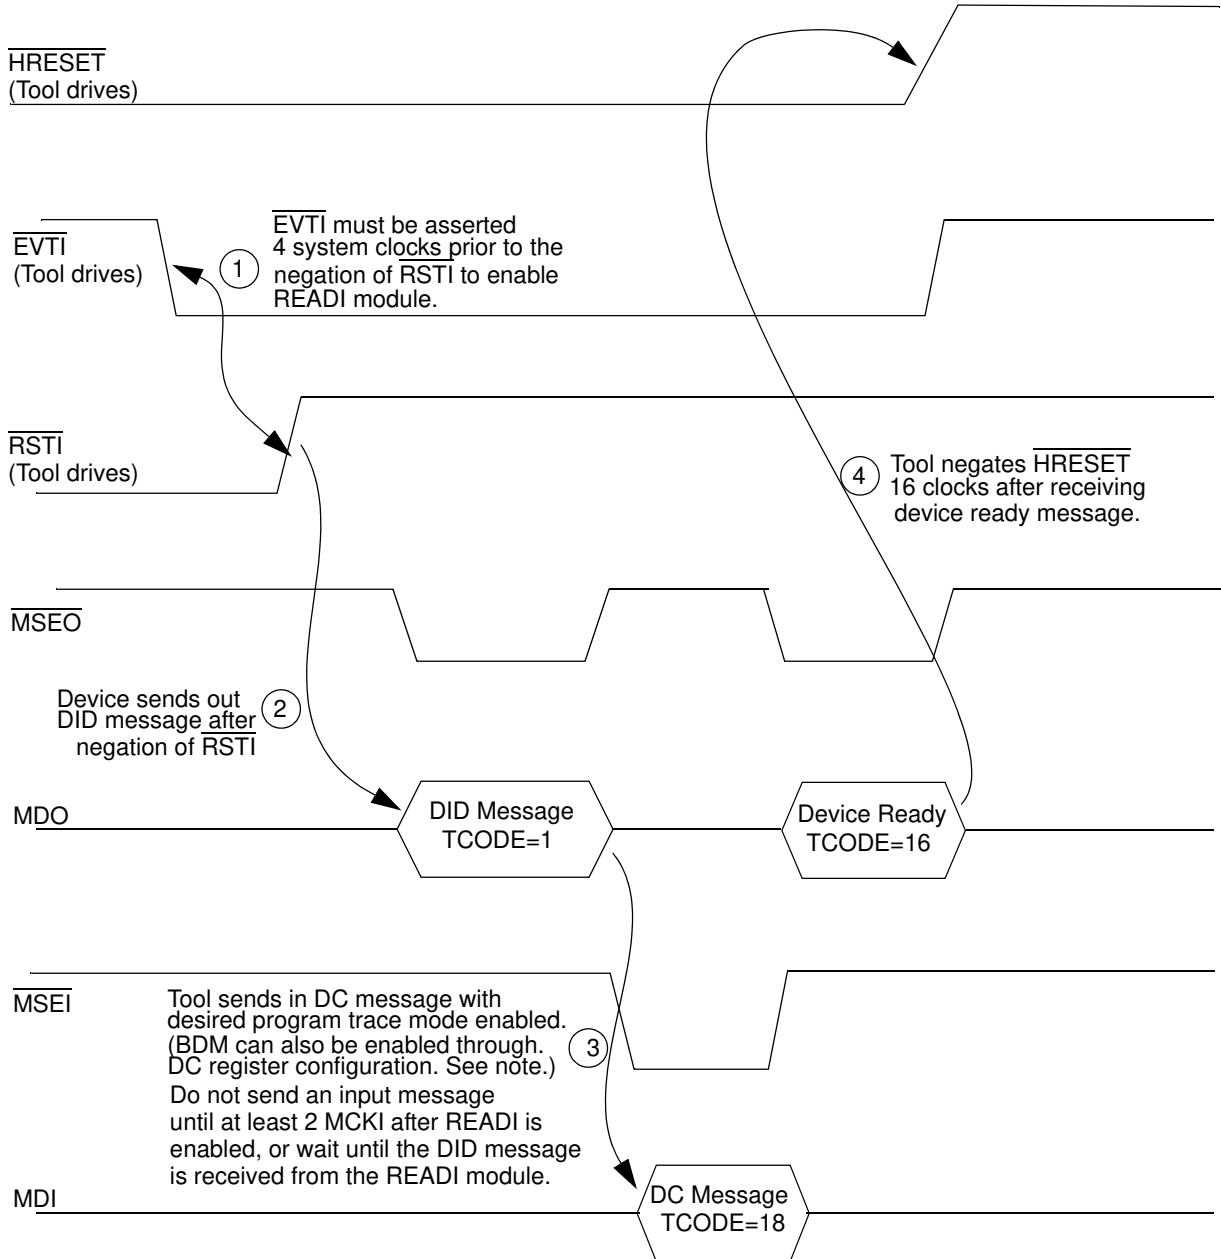 HRESET
(Tool drives)
EVTI
(Tool drives)
1
EVTI must be asserted
4 system clocks prior to the
negation of RSTI to enable
READI module.
RSTI
(Tool drives)
4
Tool negates HRESET
16 clocks after receiving
device ready message.
MSEO
Device sends out
DID message after
negation of RSTI
2
MDO
DID Message
TCODE=1
Device Ready
TCODE=16
MSEI
Tool sends in DC message with
desired program trace mode enabled.
(BDM can also be enabled through.
DC register configuration. See note.)
3
Do not send an input message
until at least 2 MCKI after READI is
enabled, or wait until the DID message
is received from the READI module.
MDI
DC Message
TCODE=18